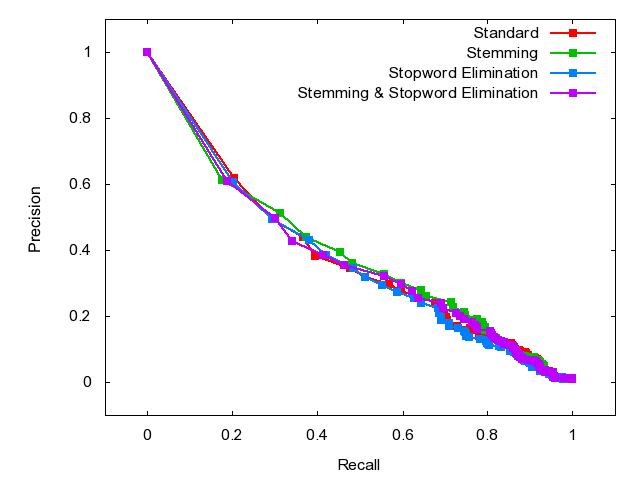 Standard
Stemming
Stopword Elimination
Stemming & Stopword Elimination
1
0.8
0.6
0.4
0.2
0
Precision
0 0.2 0.4 0.6 0.8 1
Recall